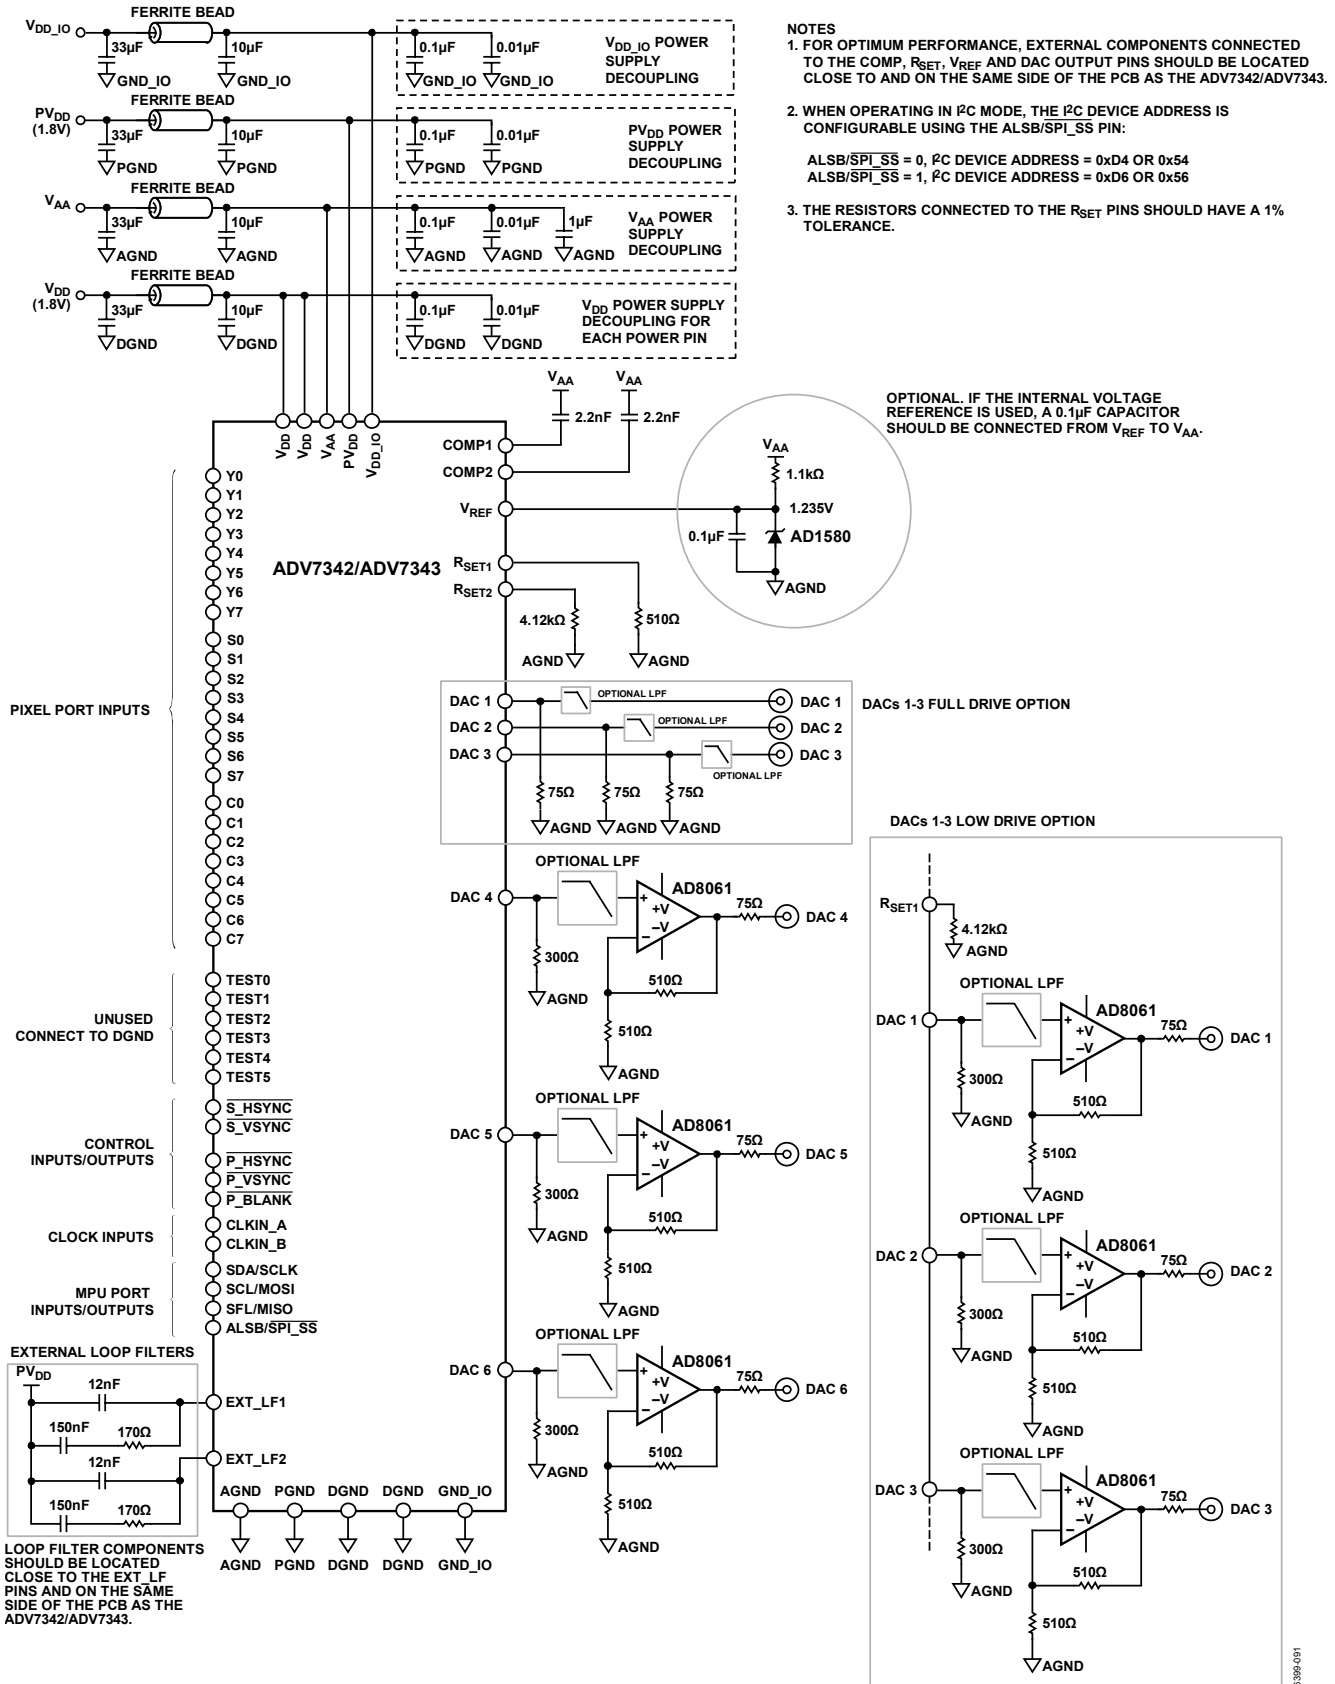 FERRITE BEAD
VDD_IO
33µF
10µF
GND_IO
GND_IO
0.1µF
0.01µF
GND_IO
GND_IO
VDD_IO POWER
SUPPLY
DECOUPLING
FERRITE BEAD
PVDD
(1.8V)
33µF
10µF
PGND
PGND
0.1µF
0.01µF
PGND
PGND
PVDD POWER
SUPPLY
DECOUPLING
FERRITE BEAD
VAA
33µF
10µF
AGND
AGND
0.1µF
0.01µF
1µF
AGND
AGND
AGND
VAA POWER
SUPPLY
DECOUPLING
FERRITE BEAD
VDD
(1.8V)
33µF
10µF
DGND
DGND
0.1µF
0.01µF
DGND
DGND
VDD POWER SUPPLY
DECOUPLING FOR
EACH POWER PIN
NOTES
1. FOR OPTIMUM PERFORMANCE, EXTERNAL COMPONENTS CONNECTED
TO THE COMP, RSET, VREF AND DAC OUTPUT PINS SHOULD BE LOCATED
CLOSE TO AND ON THE SAME SIDE OF THE PCB AS THE ADV7342/ADV7343.
2. WHEN OPERATING IN I2C MODE, THE I2C DEVICE ADDRESS IS
CONFIGURABLE USING THE ALSB/SPI_SS PIN:
ALSB/SPI_SS = 0, I2C DEVICE ADDRESS = 0xD4 OR 0x54
ALSB/SPI_SS = 1, I2C DEVICE ADDRESS = 0xD6 OR 0x56
3. THE RESISTORS CONNECTED TO THE RSET PINS SHOULD HAVE A 1%
TOLERANCE.
VDD
VDD
VAA
PVDD
VDD_IO
VAA
VAA
2.2nF
2.2nF
COMP1
COMP2
VREF
RSET1
RSET2
ADV7342/ADV7343
4.12kΩ
510Ω
AGND
AGND
OPTIONAL. IF THE INTERNAL VOLTAGE
REFERENCE IS USED, A 0.1µF CAPACITOR
SHOULD BE CONNECTED FROM VREF TO VAA.
VAA
1.1kΩ
1.235V
0.1µF
AD1580
AGND
PIXEL PORT INPUTS
Y0
Y1
Y2
Y3
Y4
Y5
Y6
Y7
S0
S1
S2
S3
S4
S5
S6
S7
C0
C1
C2
C3
C4
C5
C6
C7
UNUSED
CONNECT TO DGND
TEST0
TEST1
TEST2
TEST3
TEST4
TEST5
CONTROL
INPUTS/OUTPUTS
S_HSYNC
S_VSYNC
P_HSYNC
P_VSYNC
P_BLANK
CLOCK INPUTS
CLKIN_A
CLKIN_B
MPU PORT
INPUTS/OUTPUTS
SDA/SCLK
SCL/MOSI
SFL/MISO
ALSB/SPI_SS
EXTERNAL LOOP FILTERS
PVDD
12nF
150nF
170Ω
12nF
150nF
170Ω
EXT_LF1
EXT_LF2
LOOP FILTER COMPONENTS
SHOULD BE LOCATED
CLOSE TO THE EXT_LF
PINS AND ON THE SAME
SIDE OF THE PCB AS THE
ADV7342/ADV7343.
AGND PGND DGND DGND GND_IO
AGND PGND DGND DGND GND_IO
DAC 1
OPTIONAL LPF
DAC 1
DAC 2
OPTIONAL LPF
DAC 2
DAC 3
OPTIONAL LPF
DAC 3
75Ω
75Ω
75Ω
AGND
AGND
AGND
DACs 1-3 FULL DRIVE OPTION
OPTIONAL LPF
DAC 4
AD8061
+
+V
–V
–
75Ω
DAC 4
300Ω
AGND
510Ω
510Ω
AGND
OPTIONAL LPF
DAC 5
AD8061
+
+V
–V
–
75Ω
DAC 5
300Ω
AGND
510Ω
510Ω
AGND
OPTIONAL LPF
DAC 6
AD8061
+
+V
–V
–
75Ω
DAC 6
300Ω
AGND
510Ω
510Ω
AGND
DACs 1-3 LOW DRIVE OPTION
RSET1
4.12kΩ
AGND
OPTIONAL LPF
DAC 1
AD8061
+
+V
–V
–
75Ω
DAC 1
300Ω
AGND
510Ω
510Ω
AGND
OPTIONAL LPF
DAC 2
AD8061
+
+V
–V
–
75Ω
DAC 2
300Ω
AGND
510Ω
510Ω
AGND
OPTIONAL LPF
DAC 3
AD8061
+
+V
–V
–
75Ω
DAC 3
300Ω
AGND
510Ω
510Ω
AGND